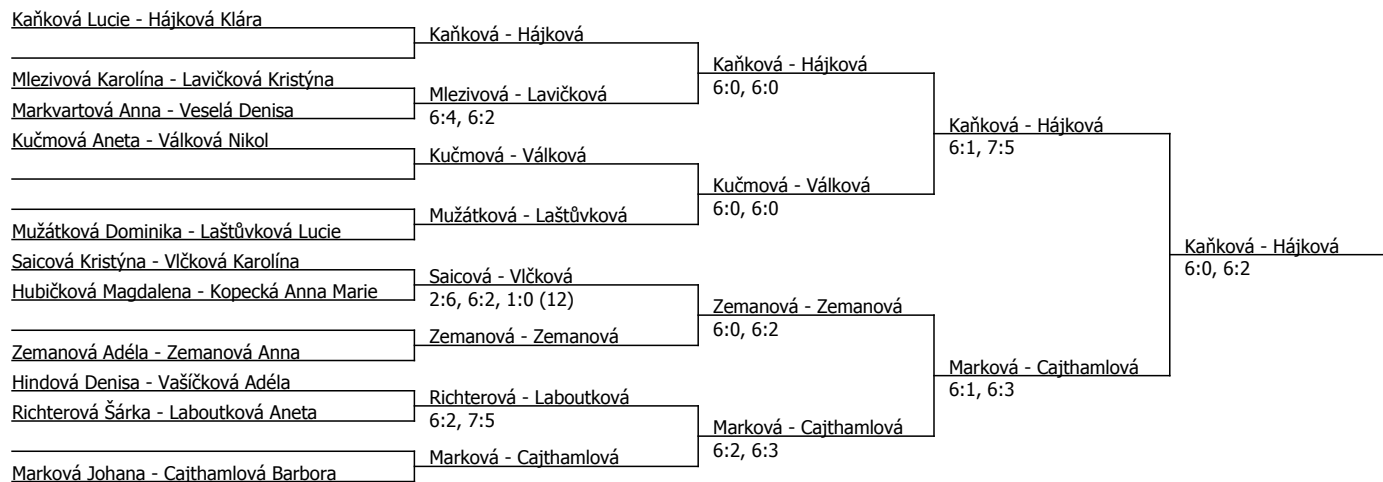 Kaňková Lucie - Hájková Klára
Kaňková - Hájková
Kaňková - Hájková
6:0, 6:0
Mlezivová Karolína - Lavičková Kristýna
Mlezivová - Lavičková
6:4, 6:2
Markvartová Anna - Veselá Denisa
Kaňková - Hájková
6:1, 7:5
Kučmová Aneta - Válková Nikol
Kučmová - Válková
Kučmová - Válková
6:0, 6:0
Mužátková - Laštůvková
Mužátková Dominika - Laštůvková Lucie
Kaňková - Hájková
6:0, 6:2
Saicová Kristýna - Vlčková Karolína
Saicová - Vlčková
2:6, 6:2, 1:0 (12)
Hubičková Magdalena - Kopecká Anna Marie
Zemanová - Zemanová
6:0, 6:2
Zemanová - Zemanová
Zemanová Adéla - Zemanová Anna
Marková - Cajthamlová
6:1, 6:3
Hindová Denisa - Vašíčková Adéla
Richterová - Laboutková
6:2, 7:5
Richterová Šárka - Laboutková Aneta
Marková - Cajthamlová
6:2, 6:3
Marková - Cajthamlová
Marková Johana - Cajthamlová Barbora